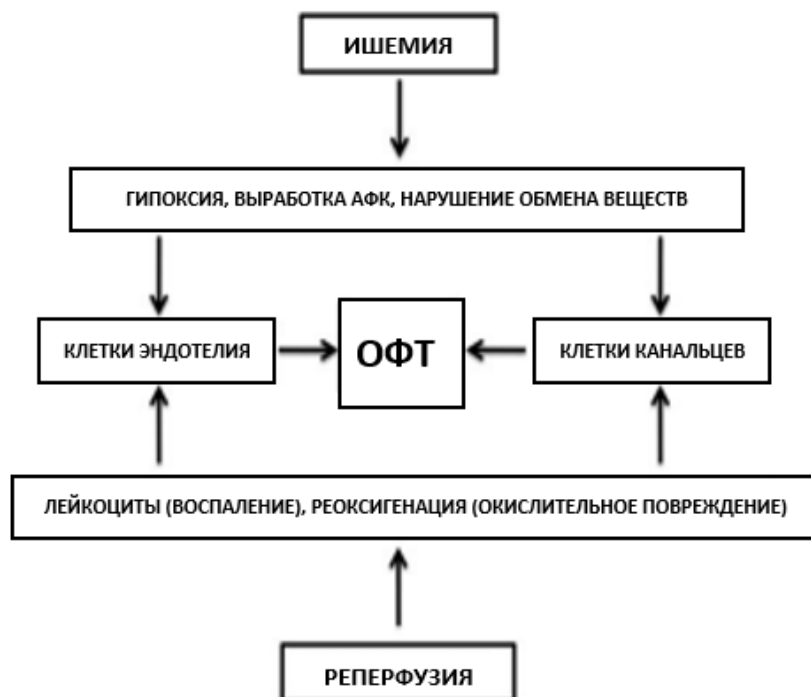 ИШЕМИЯ
ГИПОКСИЯ, ВЫРАБОТКА АФК, НАРУШЕНИЕ ОБМЕНА ВЕЩЕСТВ
КЛЕТКИ ЭНДОТЕЛИЯ
ОФТ
КЛЕТКИ КАНАЛЬЦЕВ
ЛЕЙКОЦИТЫ (ВОСПАЛЕНИЕ), РЕОКСИГЕНАЦИЯ (ОКИСЛИТЕЛЬНОЕ ПОВРЕЖДЕНИЕ)
РЕПЕРФУЗИЯ